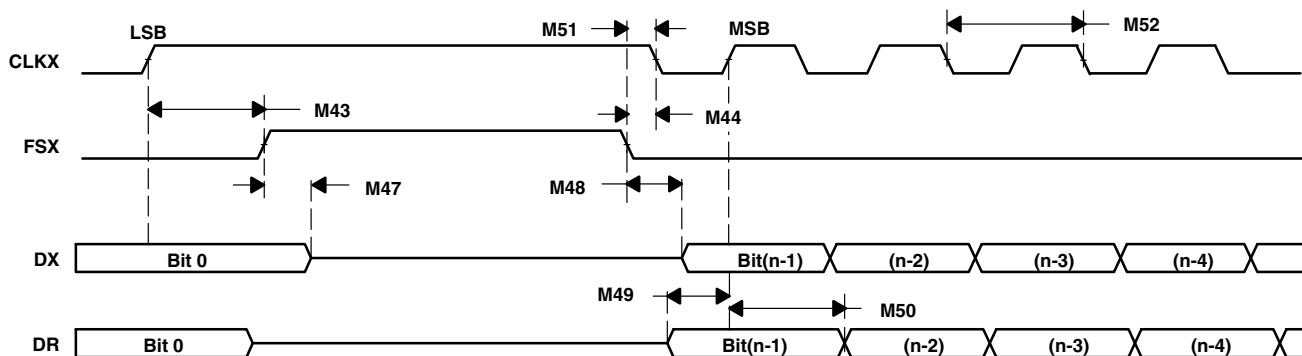 LSB M51 MSB M52
CLKX
M43 M44
FSX
M47 M48
DX Bit 0 Bit(n-1) (n-2) (n-3) (n-4)
M49 M50
DR Bit 0 Bit(n-1) (n-2) (n-3) (n-4)